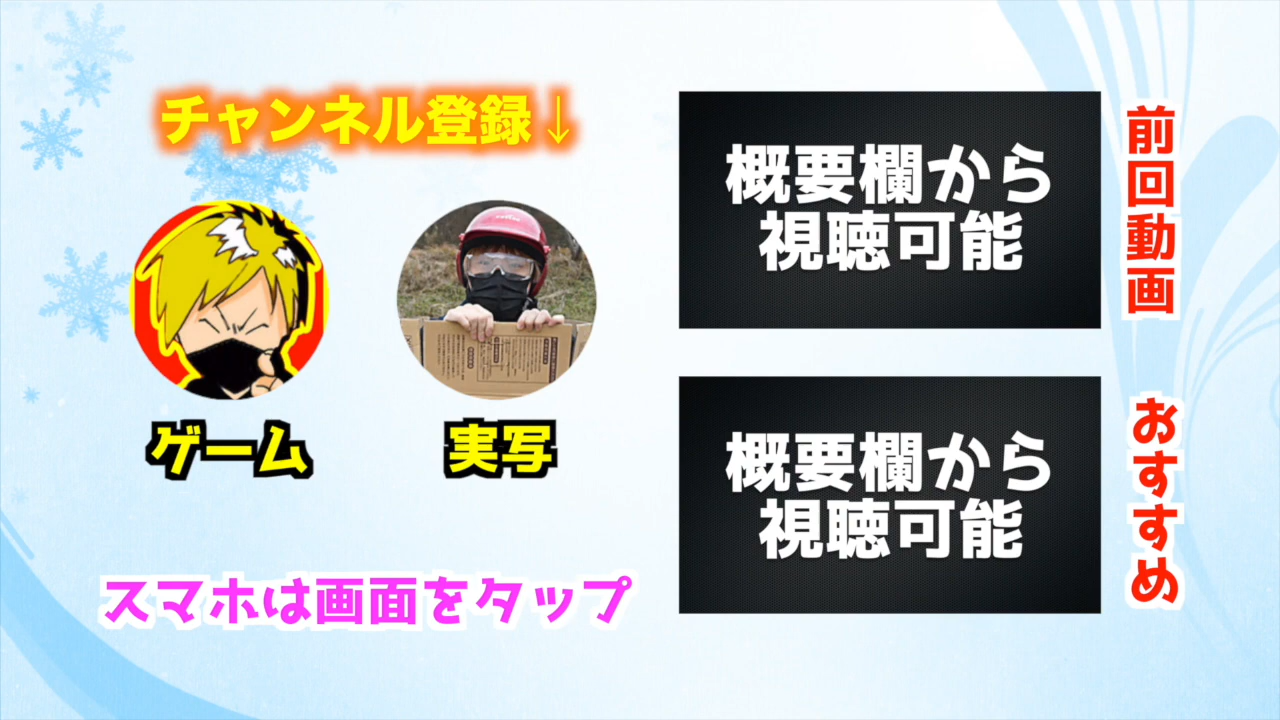 チャンネル登録↓
ゲーム
実写
スマホは画面をタップ
概要欄から
視聴可能
前回動画
概要欄から
視聴可能
おすすめ